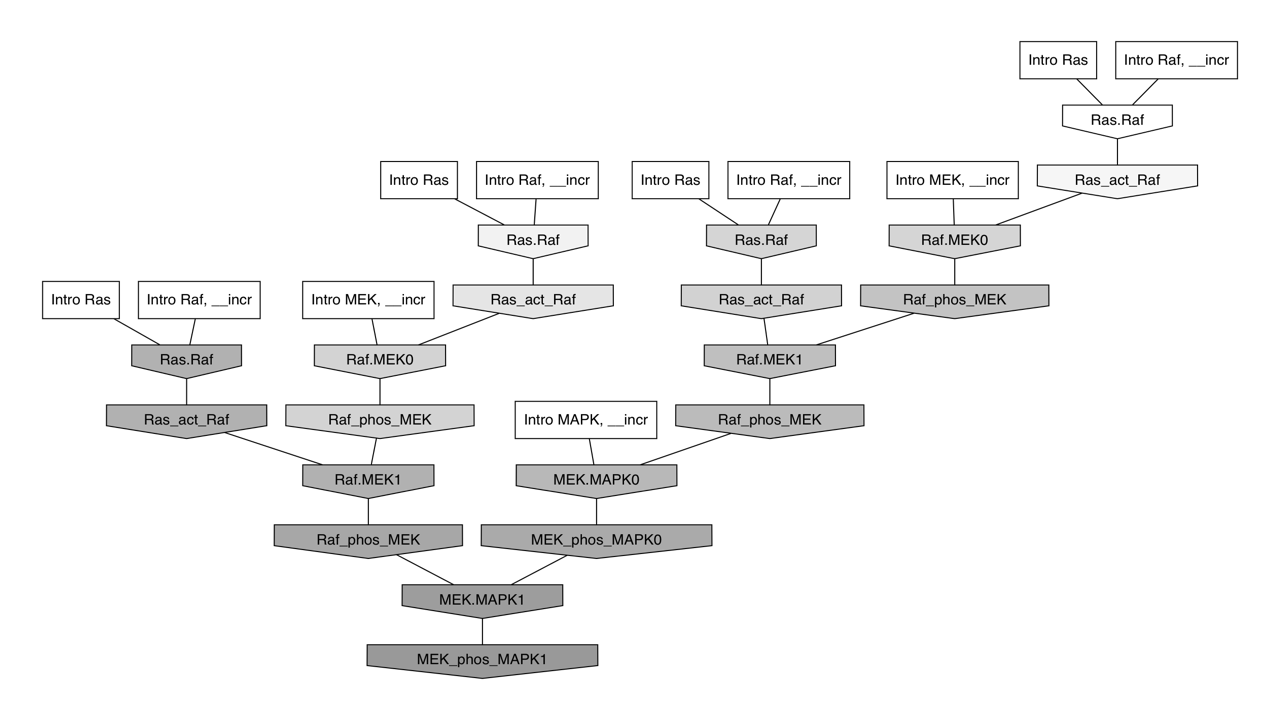 Intro Ras
Intro Raf, __incr
Ras.Raf
Intro Ras
Intro Raf, __incr
Intro Ras
Intro Raf, __incr
Intro MEK, __incr
Ras_act_Raf
Ras.Raf
Ras.Raf
Raf.MEK0
Intro Ras
Intro Raf, __incr
Intro MEK, __incr
Ras_act_Raf
Ras_act_Raf
Raf_phos_MEK
Ras.Raf
Raf.MEK0
Raf.MEK1
Ras_act_Raf
Raf_phos_MEK
Intro MAPK, __incr
Raf_phos_MEK
Raf.MEK1
MEK.MAPK0
Raf_phos_MEK
MEK_phos_MAPK0
MEK.MAPK1
MEK_phos_MAPK1